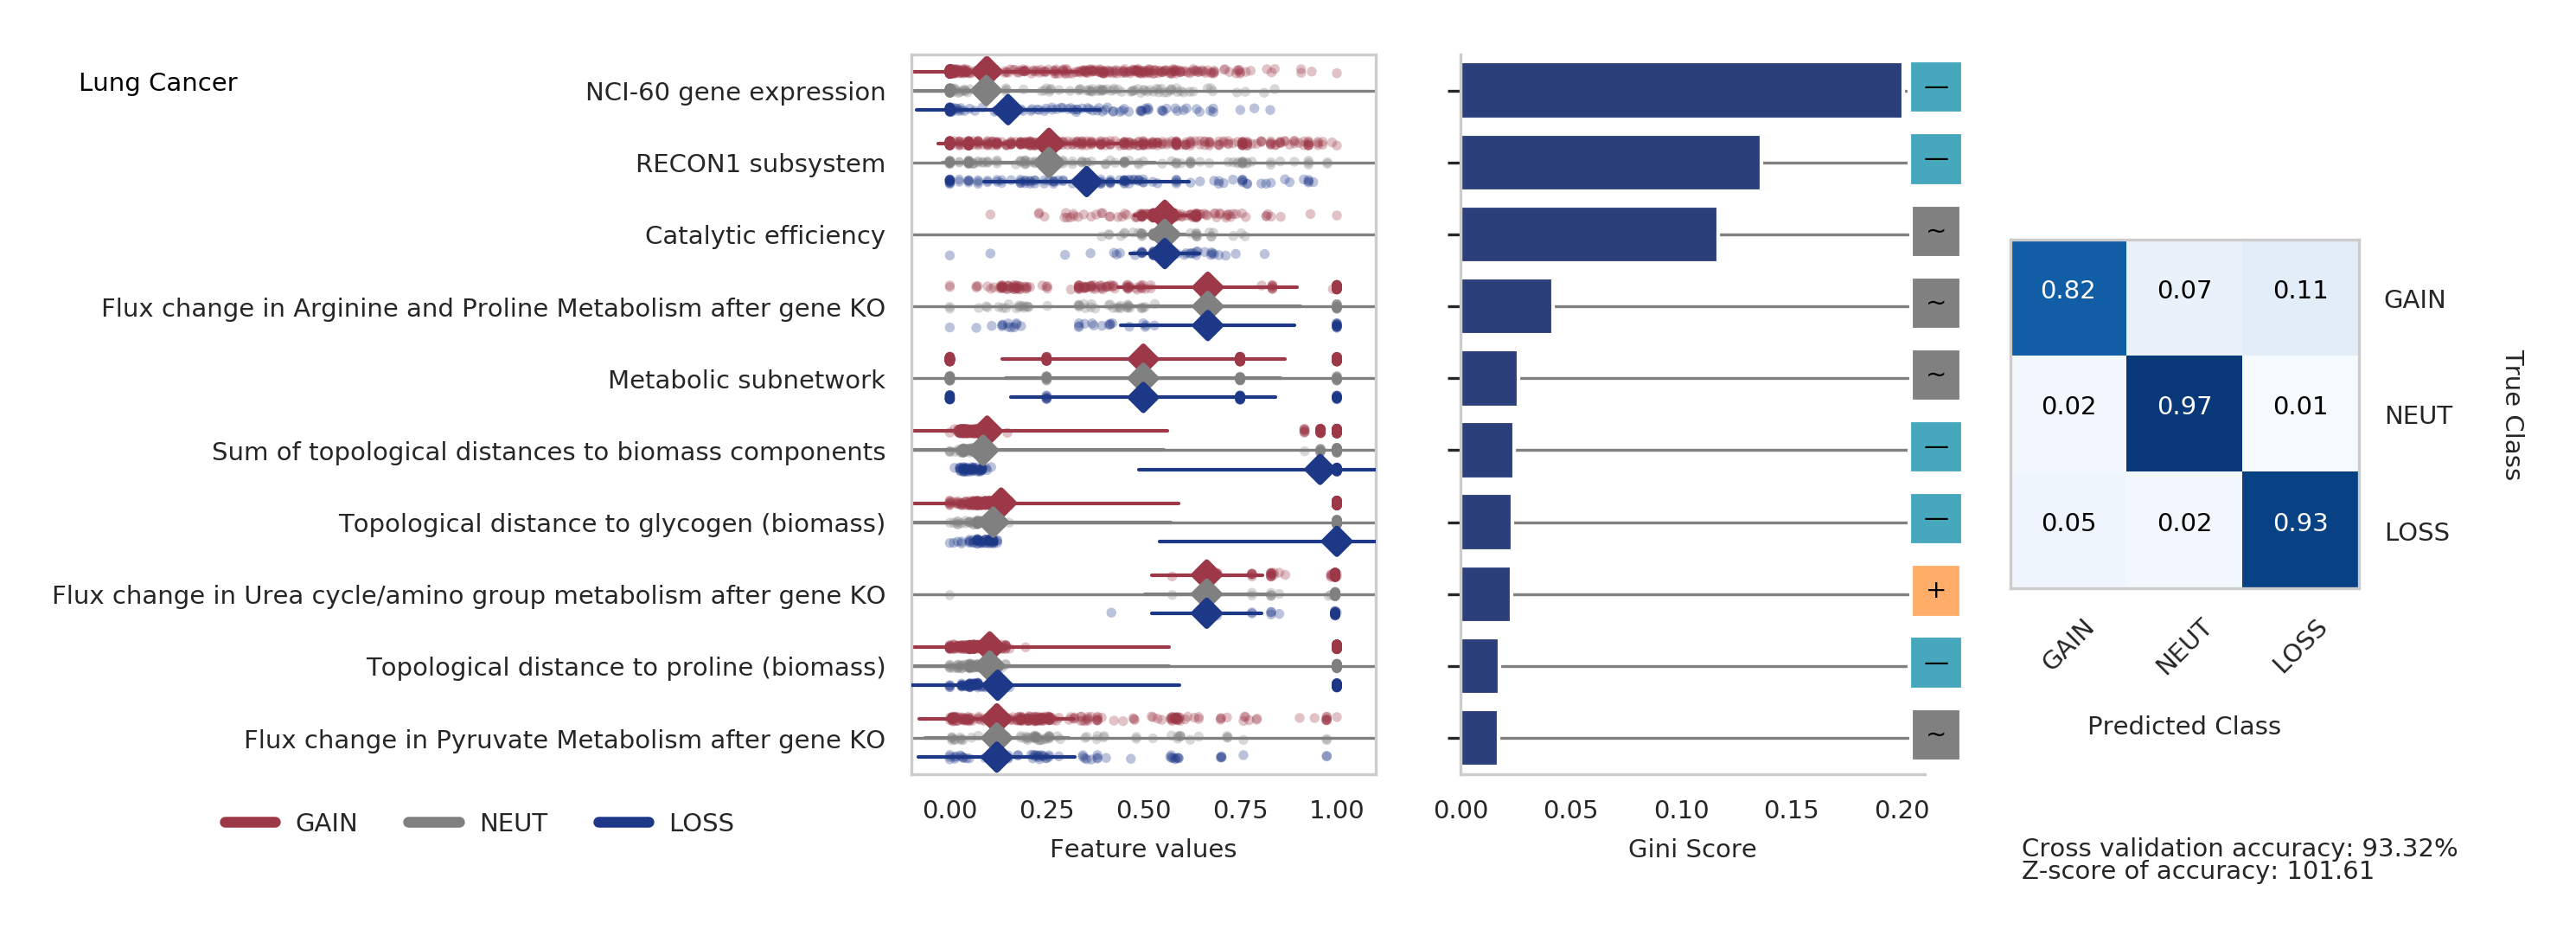 Lung Cancer
NCI-60 gene expression
RECON1 subsystem
Catalytic efficiency
Flux change in Arginine and Proline Metabolism after gene KO
Metabolic subnetwork
Sum of topological distances to biomass components
Topological distance to glycogen (biomass)
Flux change in Urea cycle/amino group metabolism after gene KO
Topological distance to proline (biomass)
Flux change in Pyruvate Metabolism after gene KO
GAIN NEUT LOSS
0.00 0.25 0.50 0.75 1.00
Feature values
—
—
~
~
~
—
—
+
—
~
0.00 0.05 0.10 0.15 0.20
Gini Score
0.82 0.07 0.11 GAIN
0.02 0.97 0.01 NEUT
0.05 0.02 0.93 LOSS
True Class
GAIN NEUT LOSS
Predicted Class
Cross validation accuracy: 93.32%
Z-score of accuracy: 101.61